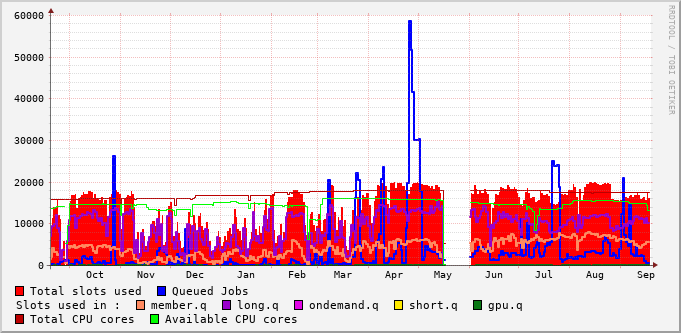 60000
50000
40000
30000
20000
10000
0
Oct Nov Dec Jan Feb Mar Apr May Jun Jul Aug Sep
Total slots used Queued Jobs
Slots used in : member.q long.q ondemand.q short.q gpu.q
Total CPU cores Available CPU cores
RRDTOOL / TOBI OETIKER